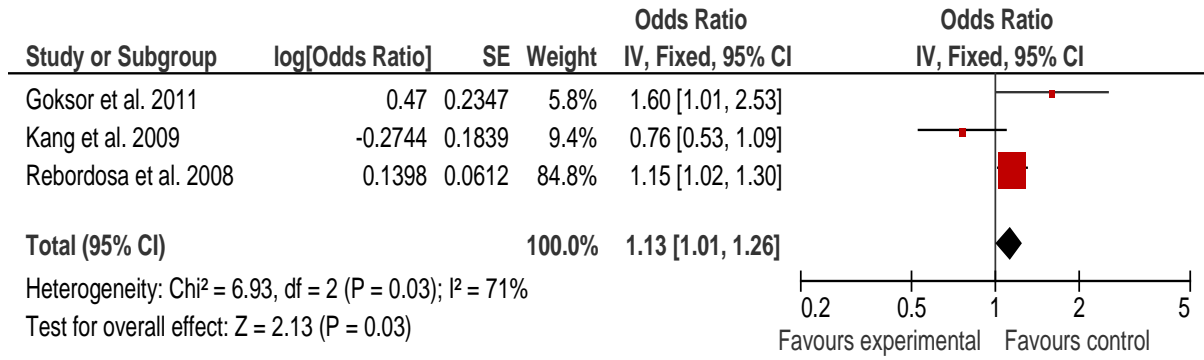 Odds Ratio Odds Ratio
Study or Subgroup log[Odds Ratio] SE Weight IV, Fixed, 95% CI IV, Fixed, 95% CI
Goksor et al. 2011 0.47 0.2347 5.8% 1.60 [1.01, 2.53]
Kang et al. 2009 -0.2744 0.1839 9.4% 0.76 [0.53, 1.09]
Rebordosa et al. 2008 0.1398 0.0612 84.8% 1.15 [1.02, 1.30]
Total (95% CI) 100.0% 1.13 [1.01, 1.26]
Heterogeneity: Chi² = 6.93, df = 2 (P = 0.03); I² = 71%
Test for overall effect: Z = 2.13 (P = 0.03)
0.2 0.5 1 2 5
Favours experimental Favours control